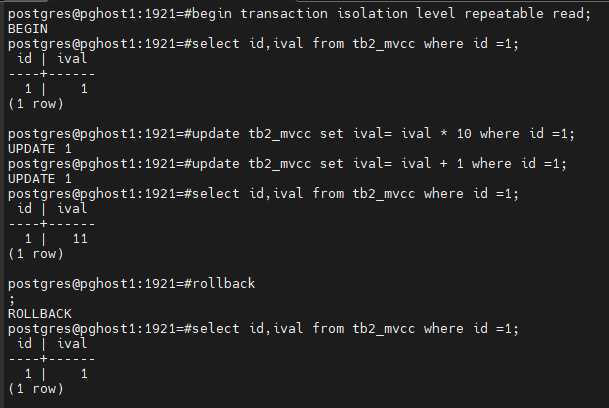 postgres@pghost1:1921=#begin transaction isolation level repeatable read;
BEGIN
postgres@pghost1:1921=#select id,ival from tb2_mvcc where id =1;
 id | ival
----+------
  1 |    1
(1 row)

postgres@pghost1:1921=#update tb2_mvcc set ival= ival * 10 where id =1;
UPDATE 1
postgres@pghost1:1921=#update tb2_mvcc set ival= ival + 1 where id =1;
UPDATE 1
postgres@pghost1:1921=#select id,ival from tb2_mvcc where id =1;
 id | ival
----+------
  1 |   11
(1 row)

postgres@pghost1:1921=#rollback
;
ROLLBACK
postgres@pghost1:1921=#select id,ival from tb2_mvcc where id =1;
 id | ival
----+------
  1 |    1
(1 row)